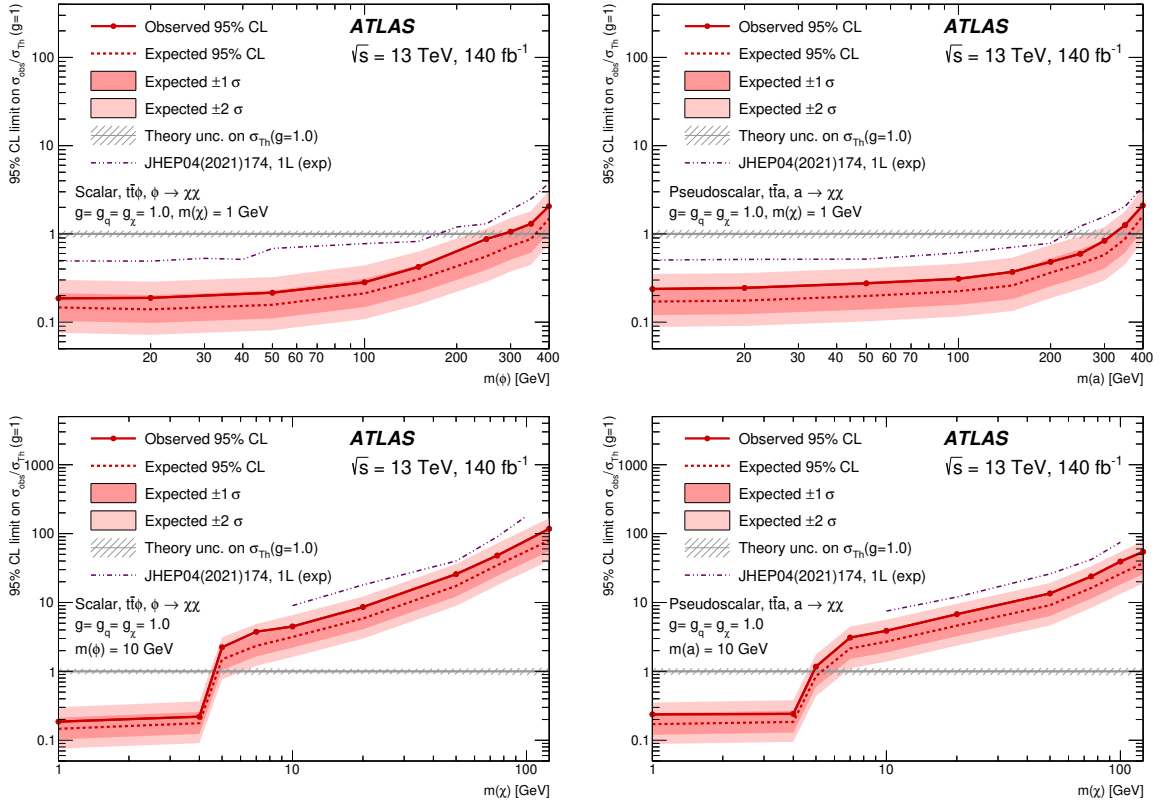 95% CL limit on σobs/σTh (g=1)
Observed 95% CL
Expected 95% CL
Expected ±1 σ
Expected ±2 σ
Theory unc. on σTh(g=1.0)
JHEP04(2021)174, 1L (exp)
ATLAS
√s = 13 TeV, 140 fb-1
Scalar, tt̄ϕ, ϕ → χχ
g= gq = gχ = 1.0, m(χ) = 1 GeV
100
10
1
0.1
20 30 40 50 60 70 100 200 300 400
m(ϕ) [GeV]
95% CL limit on σobs/σTh (g=1)
Observed 95% CL
Expected 95% CL
Expected ±1 σ
Expected ±2 σ
Theory unc. on σTh(g=1.0)
JHEP04(2021)174, 1L (exp)
ATLAS
√s = 13 TeV, 140 fb-1
Pseudoscalar, tt̄a, a → χχ
g= gq = gχ = 1.0, m(χ) = 1 GeV
100
10
1
0.1
20 30 40 50 60 70 100 200 300 400
m(a) [GeV]
95% CL limit on σobs/σTh (g=1)
Observed 95% CL
Expected 95% CL
Expected ±1 σ
Expected ±2 σ
Theory unc. on σTh(g=1.0)
JHEP04(2021)174, 1L (exp)
ATLAS
√s = 13 TeV, 140 fb-1
Scalar, tt̄ϕ, ϕ → χχ
g= gq = gχ = 1.0
m(ϕ) = 10 GeV
1000
100
10
1
0.1
1 10 100
m(χ) [GeV]
95% CL limit on σobs/σTh (g=1)
Observed 95% CL
Expected 95% CL
Expected ±1 σ
Expected ±2 σ
Theory unc. on σTh(g=1.0)
JHEP04(2021)174, 1L (exp)
ATLAS
√s = 13 TeV, 140 fb-1
Pseudoscalar, tt̄a, a → χχ
g= gq = gχ = 1.0
m(a) = 10 GeV
1000
100
10
1
0.1
1 10 100
m(χ) [GeV]